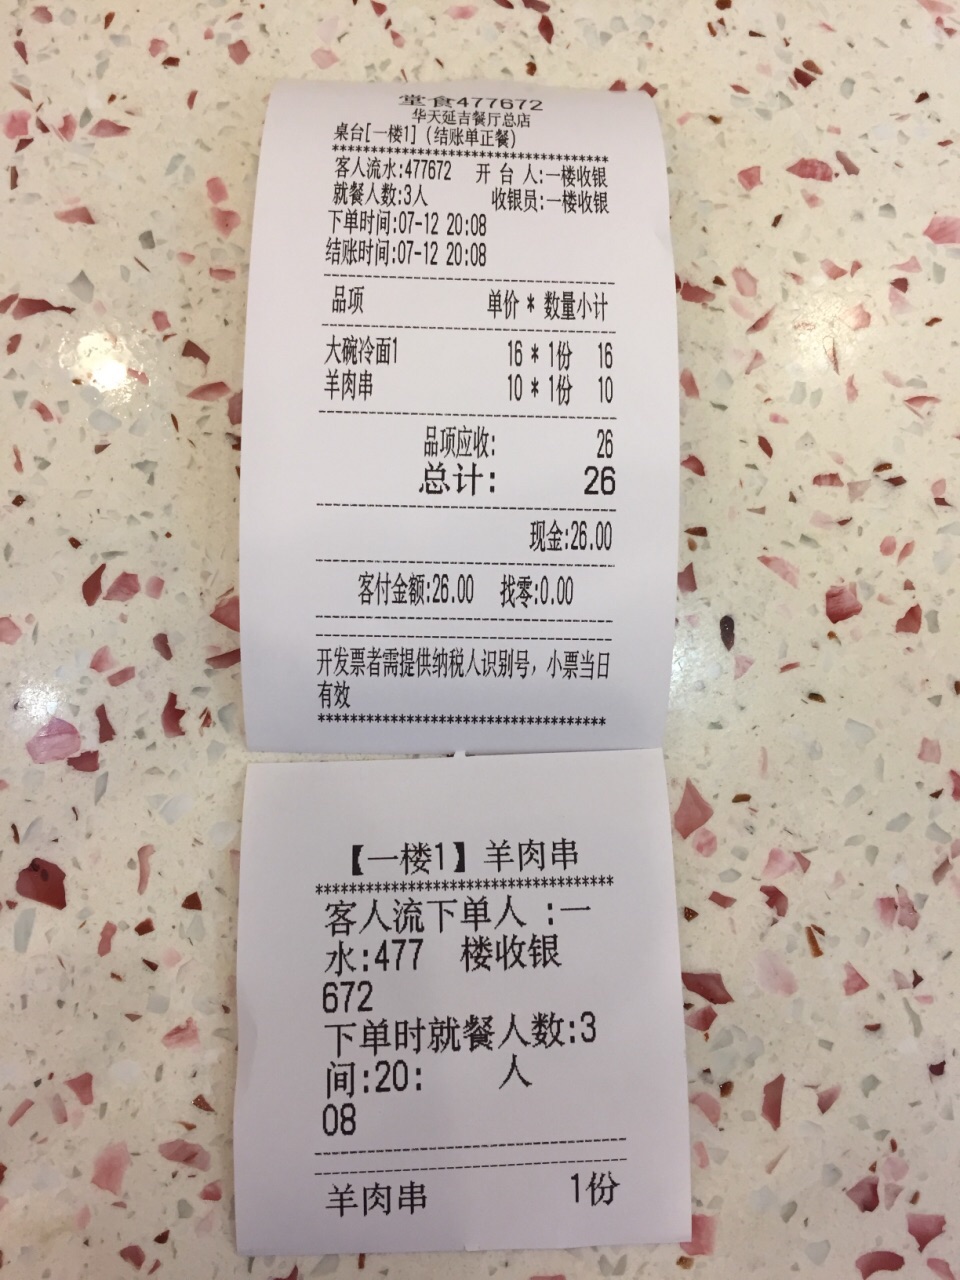 堂食477672
华天延吉餐厅总店
桌台[一楼1](结账单正餐)
***********************************
客人流水:477672 开 台 人:一楼收银
就餐人数:3人 收银员:一楼收银
下单时间:07-12 20:08
结账时间:07-12 20:08
品项 单价 * 数量小计
大碗冷面1 16 * 1份 16
羊肉串 10 * 1份 10
品项应收: 26
总计: 26
现金:26.00
客付金额:26.00 找零:0.00
开发票者需提供纳税人识别号，小票当日
有效
************************************
【一楼1】羊肉串
*************************************
客人流下单人 :一
水:477 楼收银
672
下单时就餐人数:3
间:20: 人
08
羊肉串 1份